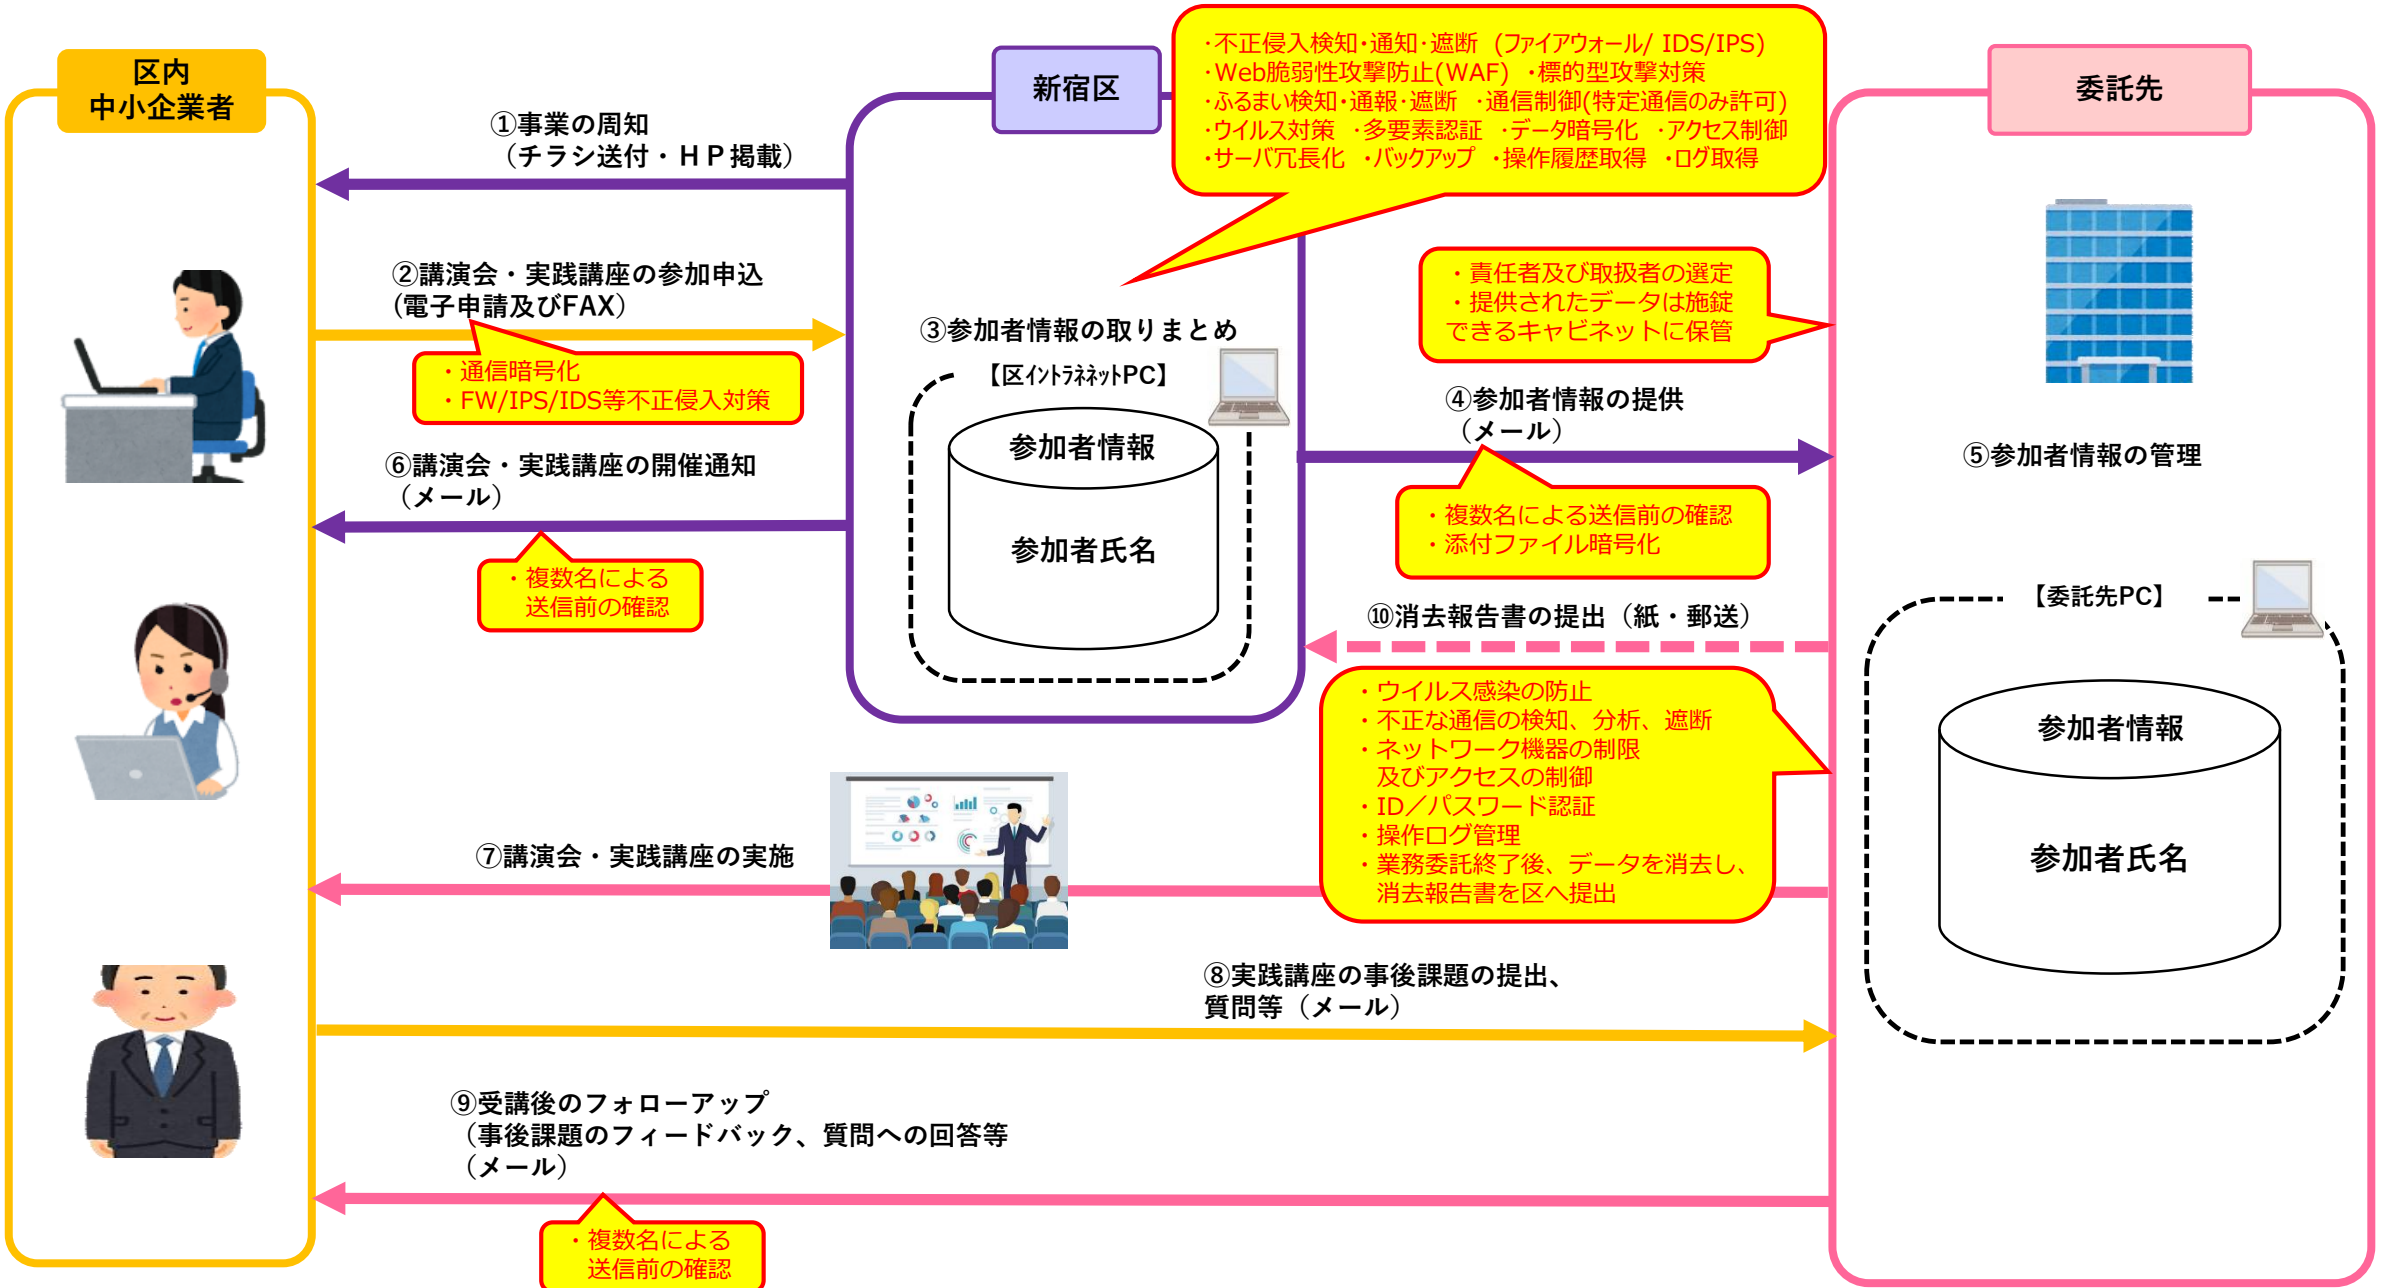 区内
中小企業者
新宿区
委託先
・不正侵入検知・通知・遮断 (ファイアウォール/ IDS/IPS)
・Web脆弱性攻撃防止(WAF) ・標的型攻撃対策
・ふるまい検知・通報・遮断 ・通信制御(特定通信のみ許可)
・ウイルス対策 ・多要素認証 ・データ暗号化 ・アクセス制御
・サーバ冗長化 ・バックアップ ・操作履歴取得 ・ログ取得
①事業の周知
（チラシ送付・ＨＰ掲載）
②講演会・実践講座の参加申込
(電子申請及びFAX）
・通信暗号化
・FW/IPS/IDS等不正侵入対策
③参加者情報の取りまとめ
【区イントラネットPC】
参加者情報
参加者氏名
・責任者及び取扱者の選定
・提供されたデータは施錠
できるキャビネットに保管
④参加者情報の提供
（メール）
・複数名による送信前の確認
・添付ファイル暗号化
⑤参加者情報の管理
【委託先PC】
参加者情報
参加者氏名
⑥講演会・実践講座の開催通知
（メール）
・複数名による
送信前の確認
⑩消去報告書の提出（紙・郵送）
・ウイルス感染の防止
・不正な通信の検知、分析、遮断
・ネットワーク機器の制限
及びアクセスの制御
・ID／パスワード認証
・操作ログ管理
・業務委託終了後、データを消去し、
消去報告書を区へ提出
⑦講演会・実践講座の実施
⑧実践講座の事後課題の提出、
質問等（メール）
⑨受講後のフォローアップ
（事後課題のフィードバック、質問への回答等
（メール）
・複数名による
送信前の確認